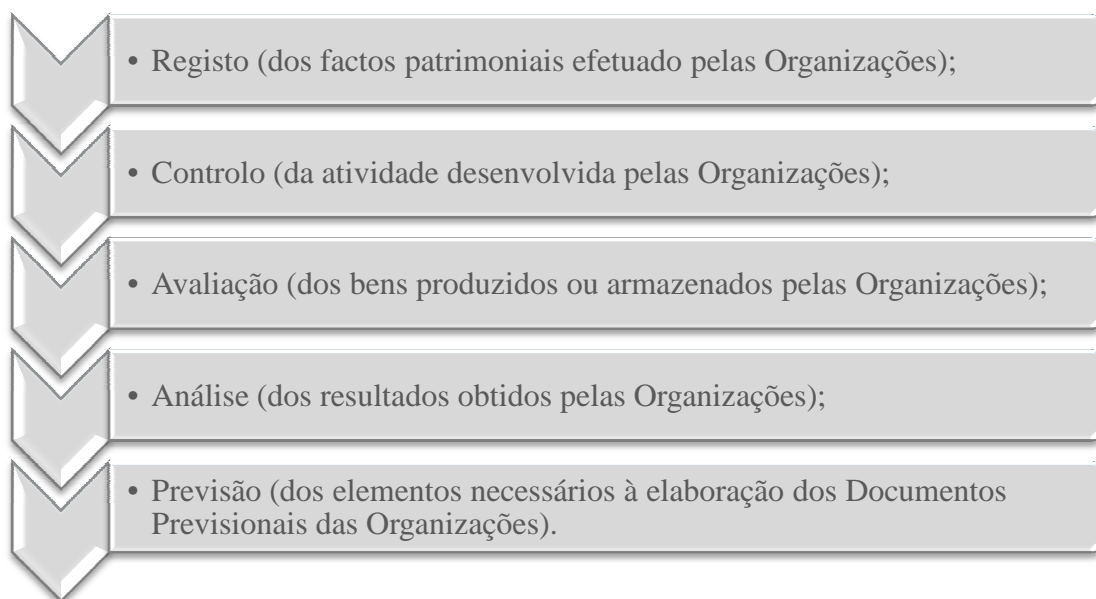 • Registo (dos factos patrimoniais efetuado pelas Organizações);
• Controlo (da atividade desenvolvida pelas Organizações);
• Avaliação (dos bens produzidos ou armazenados pelas Organizações);
• Análise (dos resultados obtidos pelas Organizações);
• Previsão (dos elementos necessários à elaboração dos Documentos
Previsionais das Organizações).